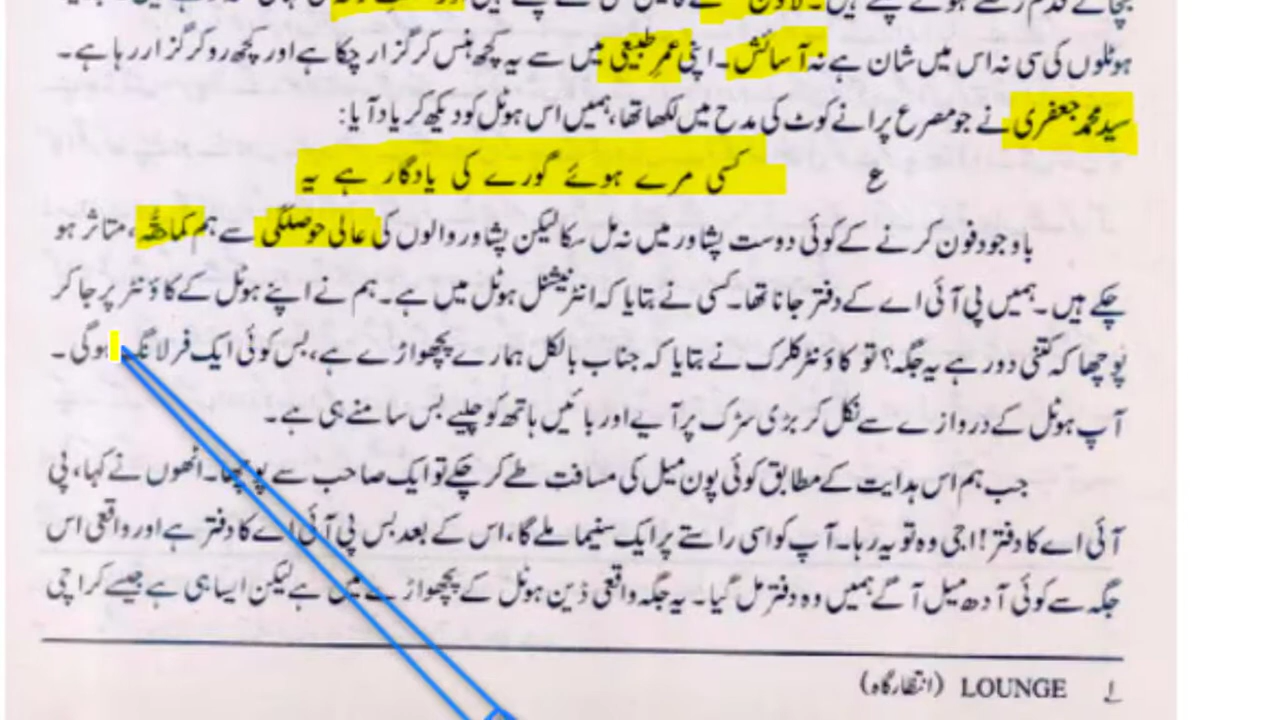 ہوٹلوں کی سی نہ اس میں شان ہے نہ آسائش۔ اپنی عمرِ طبیعی میں سے یہ کچھ ہنس کر گزار چکا ہے اور کچھ رو کر گزار رہا ہے۔
سید محمد جعفری نے جو مصرع پرانے کوٹ کی مدح میں لکھا تھا، ہمیں اس ہوٹل کو دیکھ کر یاد آیا:
ع کسی مرے ہوئے گورے کی یادگار ہے یہ
باوجود فون کرنے کے کوئی دوست پشاور میں نہ مل سکا لیکن پشاور والوں کی عالی حوصلگی سے ہم کماحقہٗ، متاثر ہو
چکے ہیں۔ ہمیں پی آئی اے کے دفتر جانا تھا۔ کسی نے بتایا کہ انٹرنیشنل ہوٹل میں ہے۔ ہم نے اپنے ہوٹل کے کاؤنٹر پر جا کر
پوچھا کہ کتنی دور ہے یہ جگہ؟ تو کاؤنٹر کلرک نے بتایا کہ جناب بالکل ہمارے پچھواڑے ہے، بس کوئی ایک فرلانگ ہوگی۔
آپ ہوٹل کے دروازے سے نکل کر بڑی سڑک پر آیے اور بائیں ہاتھ کو چلیے بس سامنے ہی ہے۔
جب ہم اس ہدایت کے مطابق کوئی پون میل کی مسافت طے کر چکے تو ایک صاحب سے پوچھا۔ انھوں نے کہا، پی
آئی اے کا دفتر! اجی وہ تو یہ رہا۔ آپ کو اسی راستے پر ایک سنیما ملے گا، اس کے بعد بس پی آئی اے کا دفتر ہے اور واقعی اس
جگہ سے کوئی آدھ میل آگے ہمیں وہ دفتر مل گیا۔ یہ جگہ واقعی ڈین ہوٹل کے پچھواڑے میں ہے لیکن ایسا ہی ہے جیسے کراچی
۱ LOUNGE (انتظارگاہ)